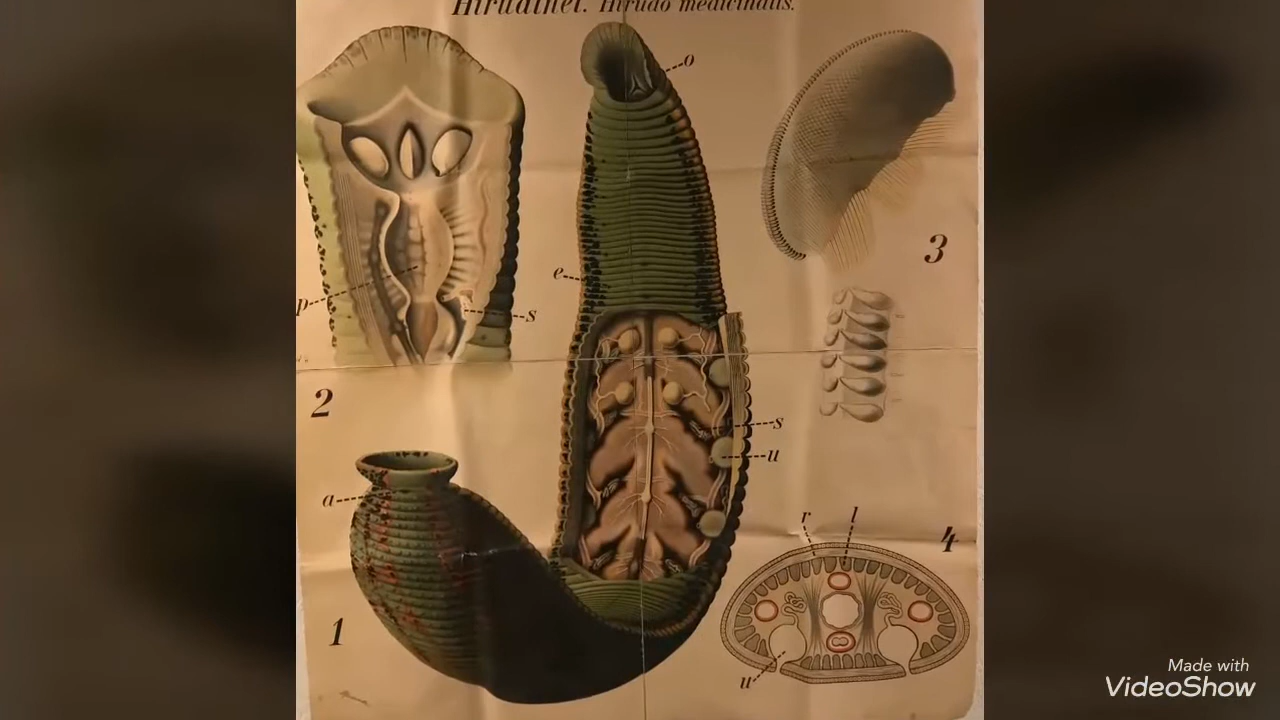 Hirudinei. Hirudo medicinalis.
o
3
e
p
s
2
s
u
a
r l
4
1
u
Made with
VideoShow